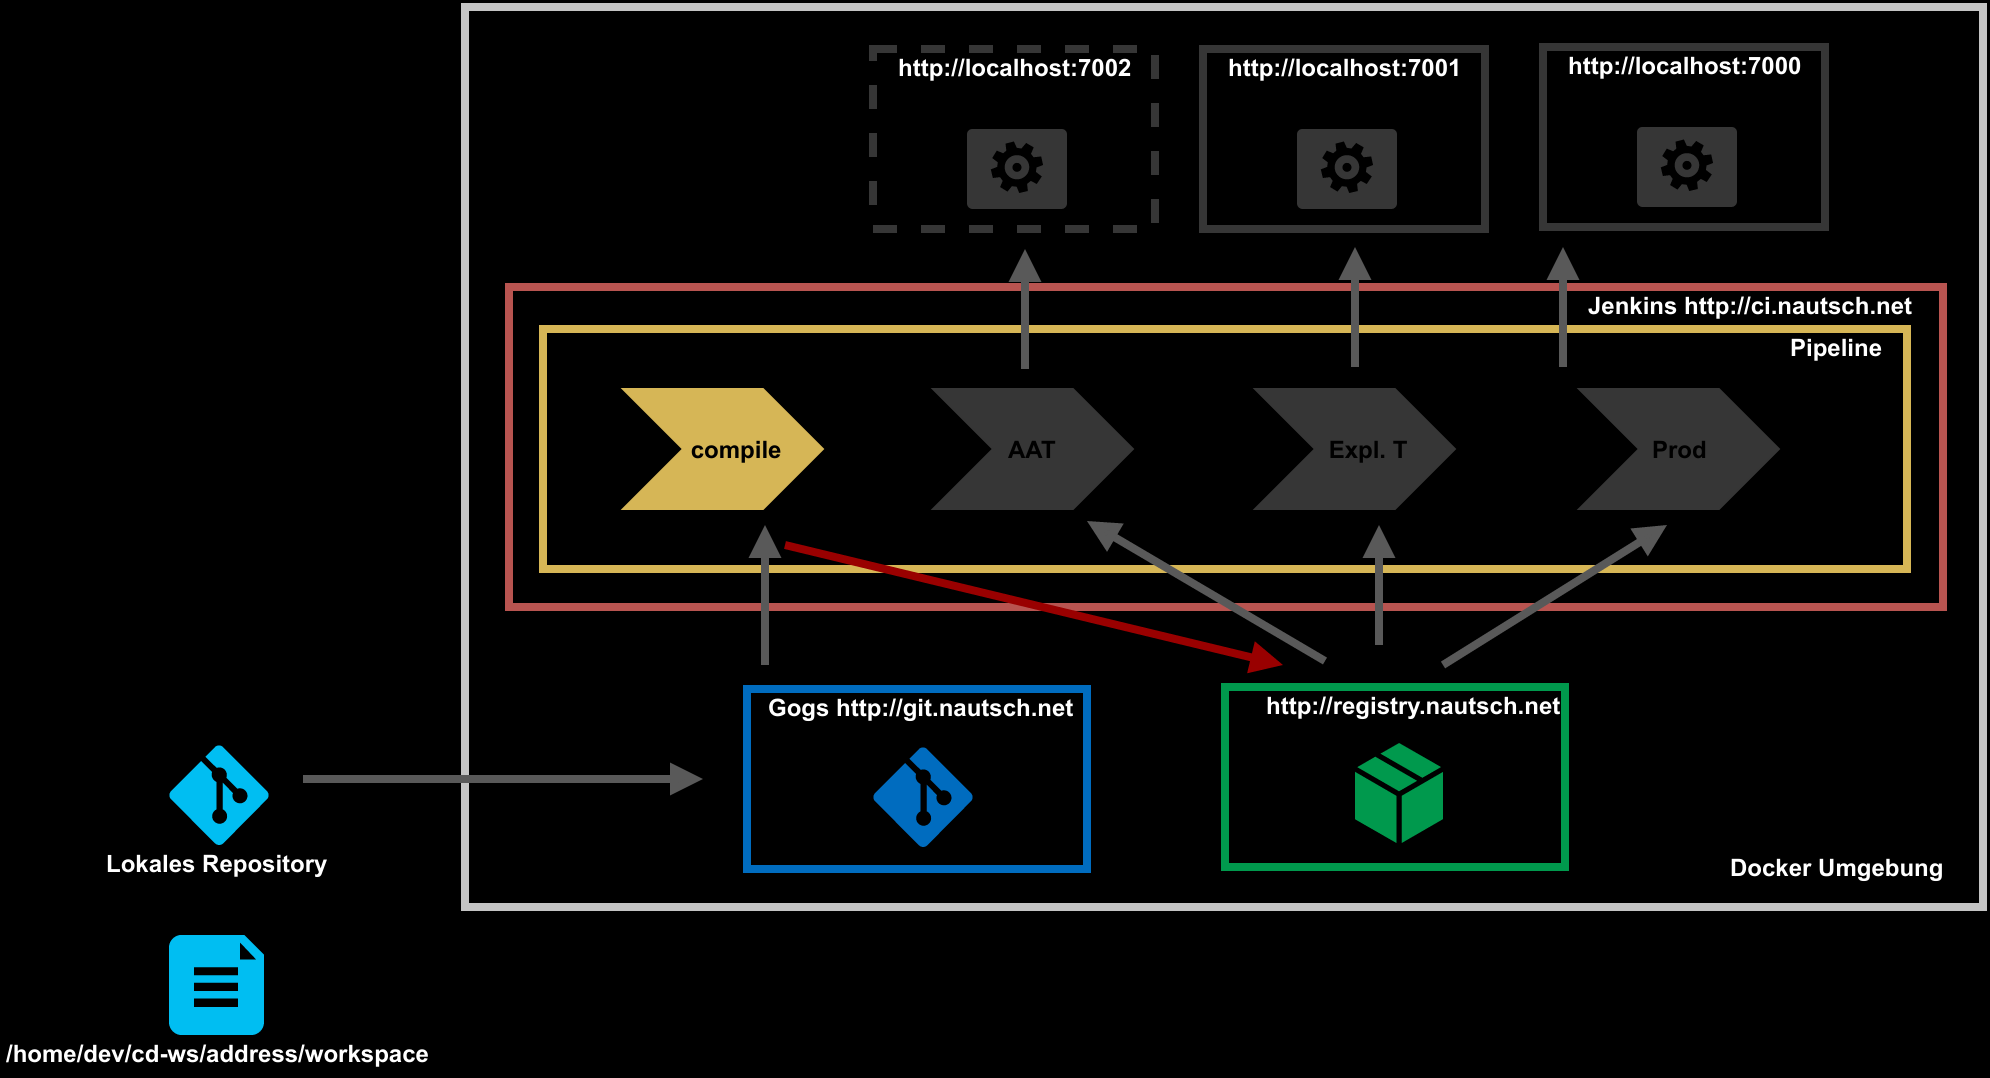 http://localhost:7002
http://localhost:7001
http://localhost:7000
Jenkins http://ci.nautsch.net
Pipeline
compile
AAT
Expl. T
Prod
Gogs http://git.nautsch.net
http://registry.nautsch.net
Lokales Repository
Docker Umgebung
/home/dev/cd-ws/address/workspace